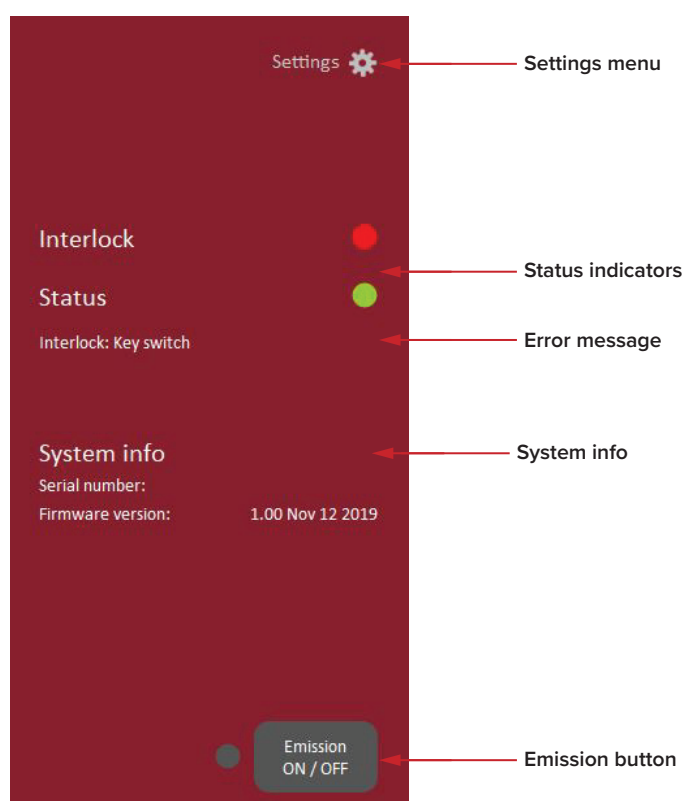 Settings
Settings menu
Interlock
Status indicators
Status
Interlock: Key switch
Error message
System info
System info
Serial number:
Firmware version: 1.00 Nov 12 2019
Emission
ON / OFF
Emission button